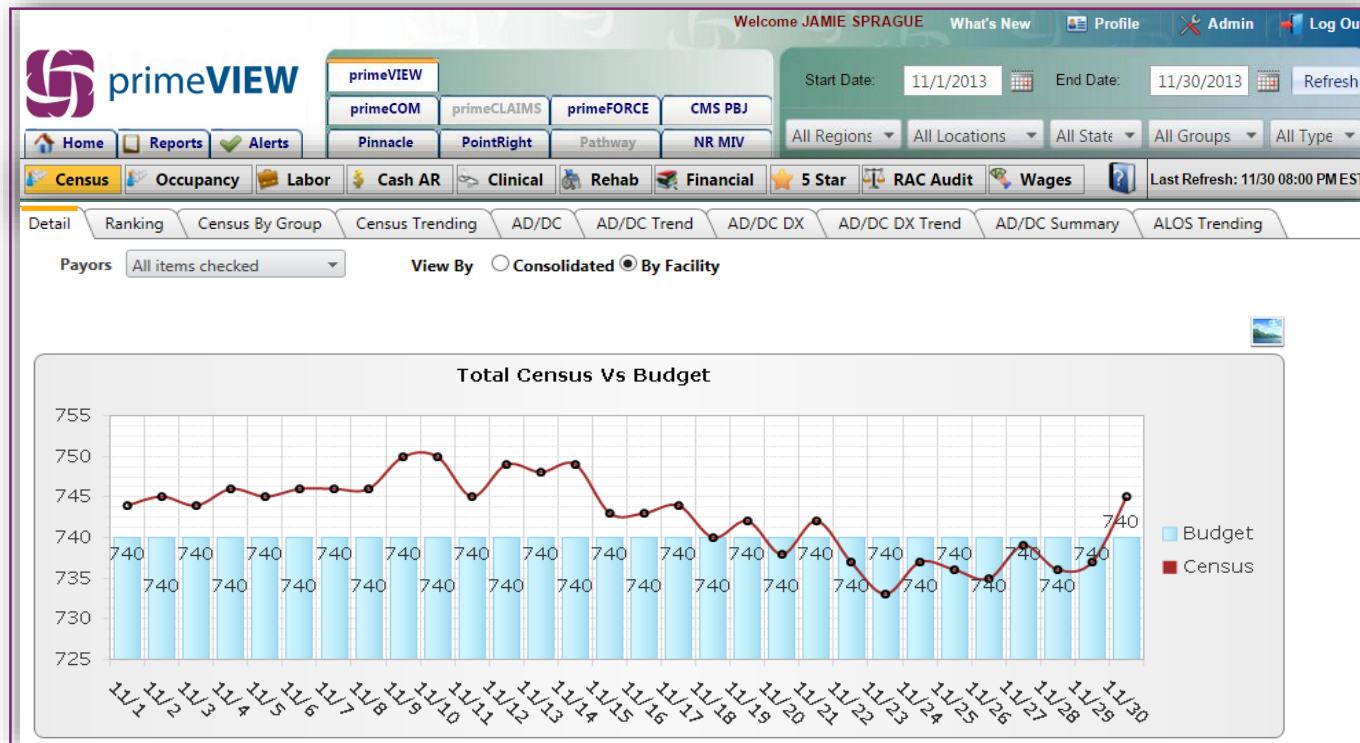 Welcome JAMIE SPRAGUE What's New Profile Admin Log Ou
primeVIEW
primeVIEW
Start Date: 11/1/2013 End Date: 11/30/2013 Refresh
primeCOM primeCLAIMS primeFORCE CMS PBJ
Home Reports Alerts
Pinnacle PointRight Pathway NR MIV
All Regions All Locations All State All Groups All Type
Census Occupancy Labor Cash AR Clinical Rehab Financial 5 Star RAC Audit Wages ? Last Refresh: 11/30 08:00 PM EST
Detail Ranking Census By Group Census Trending AD/DC AD/DC Trend AD/DC DX AD/DC DX Trend AD/DC Summary ALOS Trending
Payors All items checked View By Consolidated By Facility
Total Census Vs Budget
755
750
745
740
735
730
725
740
740 740 740 740 740 740 740 740 740 740 740 740 740 740
740 740 740 740 740 740 740 740 740 740 740 740 740 740
Budget
Census
11/1 11/2 11/3 11/4 11/5 11/6 11/7 11/8 11/9 11/10 11/11 11/12 11/13 11/14 11/15 11/16 11/17 11/18 11/19 11/20 11/21 11/22 11/23 11/24 11/25 11/26 11/27 11/28 11/29 11/30